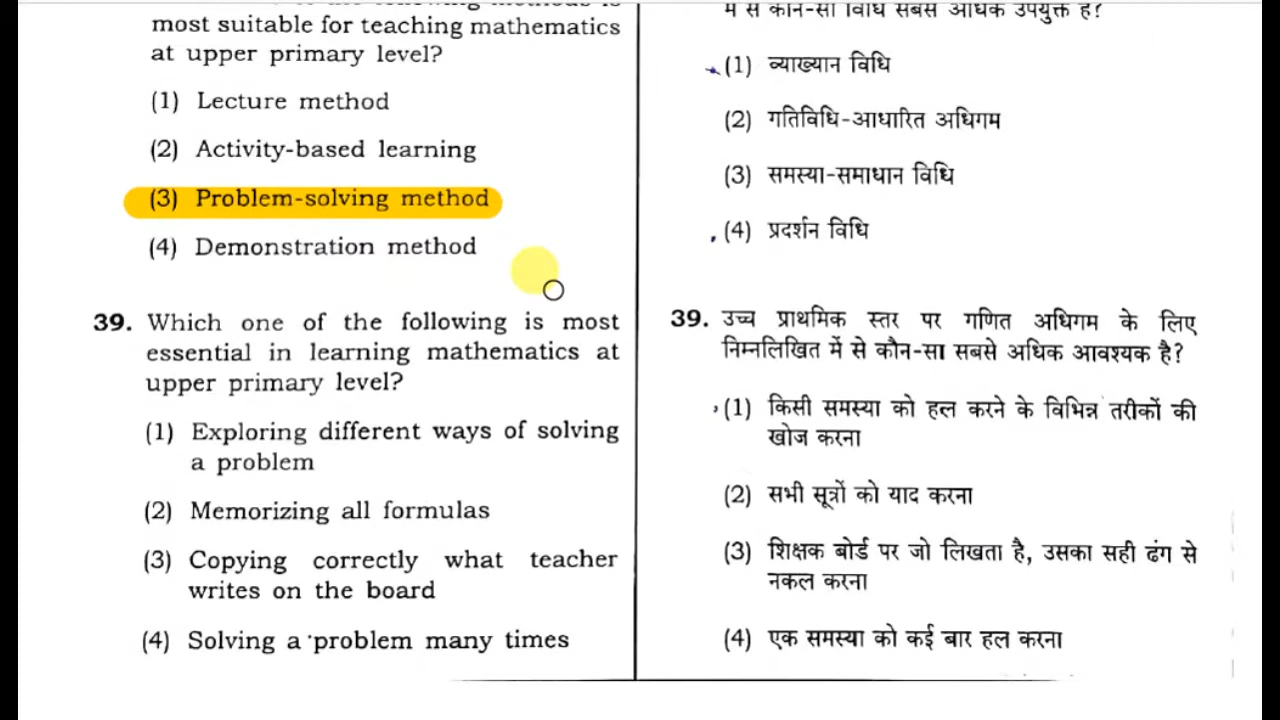 most suitable for teaching mathematics
at upper primary level?
(1) Lecture method
(2) Activity-based learning
(3) Problem-solving method
(4) Demonstration method
39. Which one of the following is most
essential in learning mathematics at
upper primary level?
(1) Exploring different ways of solving
a problem
(2) Memorizing all formulas
(3) Copying correctly what teacher
writes on the board
(4) Solving a problem many times
में से कौन-सी विधि सबसे अधिक उपयुक्त है?
(1) व्याख्यान विधि
(2) गतिविधि-आधारित अधिगम
(3) समस्या-समाधान विधि
(4) प्रदर्शन विधि
39. उच्च प्राथमिक स्तर पर गणित अधिगम के लिए
निम्नलिखित में से कौन-सा सबसे अधिक आवश्यक है?
(1) किसी समस्या को हल करने के विभिन्न तरीकों की
खोज करना
(2) सभी सूत्रों को याद करना
(3) शिक्षक बोर्ड पर जो लिखता है, उसका सही ढंग से
नकल करना
(4) एक समस्या को कई बार हल करना